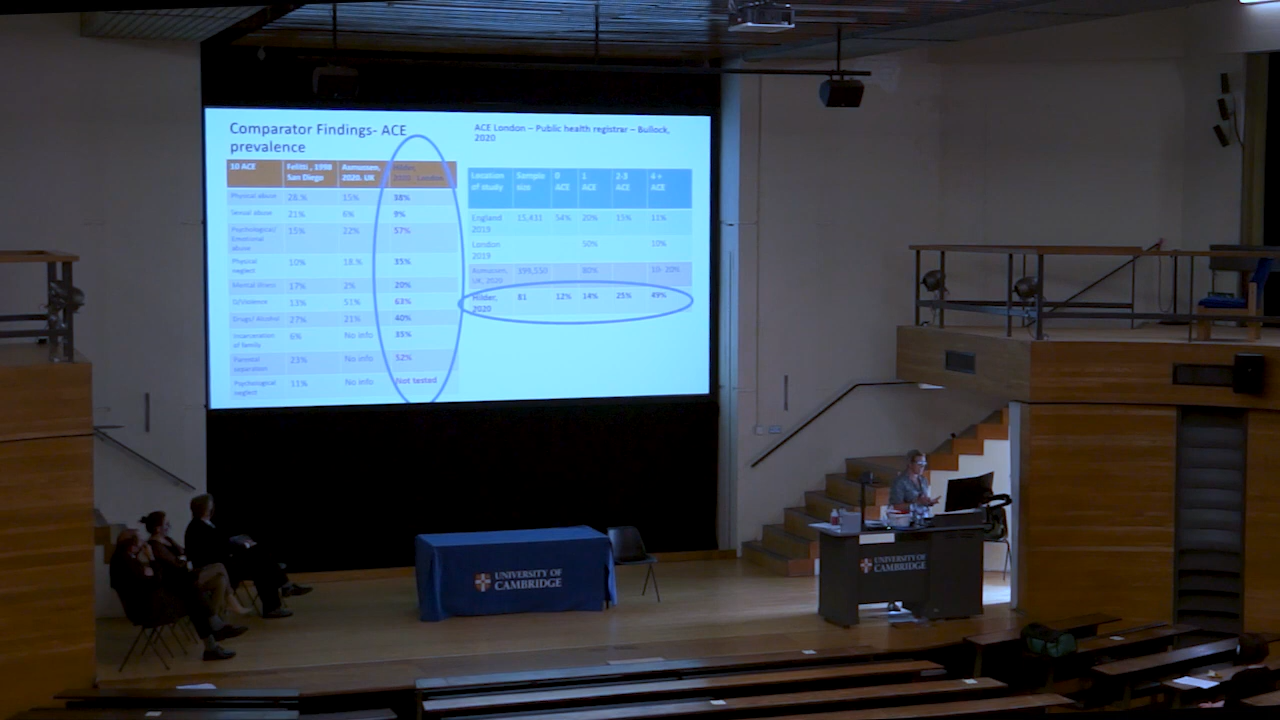 Comparator Findings- ACE
prevalence
10 ACE Felitti , 1998 San Diego Asmussen, 2020. UK Hilder, 2020. London
Physical abuse 28.% 15% 38%
Sexual abuse 21% 6% 9%
Psychological/ Emotional abuse 15% 22% 57%
Physical neglect 10% 18.% 35%
Mental illness 17% 2% 20%
D/Violence 13% 51% 63%
Drugs/ Alcohol 27% 21% 40%
Incarceration of family 6% No info 35%
Parental separation 23% No info 52%
Psychological neglect 11% No info Not tested
ACE London – Public health registrar – Bullock,
2020
Location of study Sample size 0 ACE 1 ACE 2-3 ACE 4 + ACE
England 2019 15,411 54% 20% 15% 11%
London 2019 50% 10%
Asmussen, UK, 2020 399,550 80% 10- 20%
Hilder, 2020 81 12% 14% 25% 49%
UNIVERSITY OF
CAMBRIDGE
UNIVERSITY OF
CAMBRIDGE